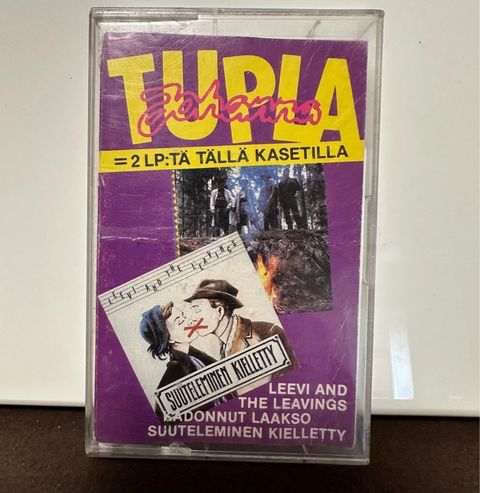 TUPLA
Johanna
= 2 LP:TÄ TÄLLÄ KASETILLA
LEEVI AND THE LEAVINGS
SUUTELEMINEN KIELLETTY
LEEVI AND
THE LEAVINGS
KADONNUT LAAKSO
SUUTELEMINEN KIELLETTY